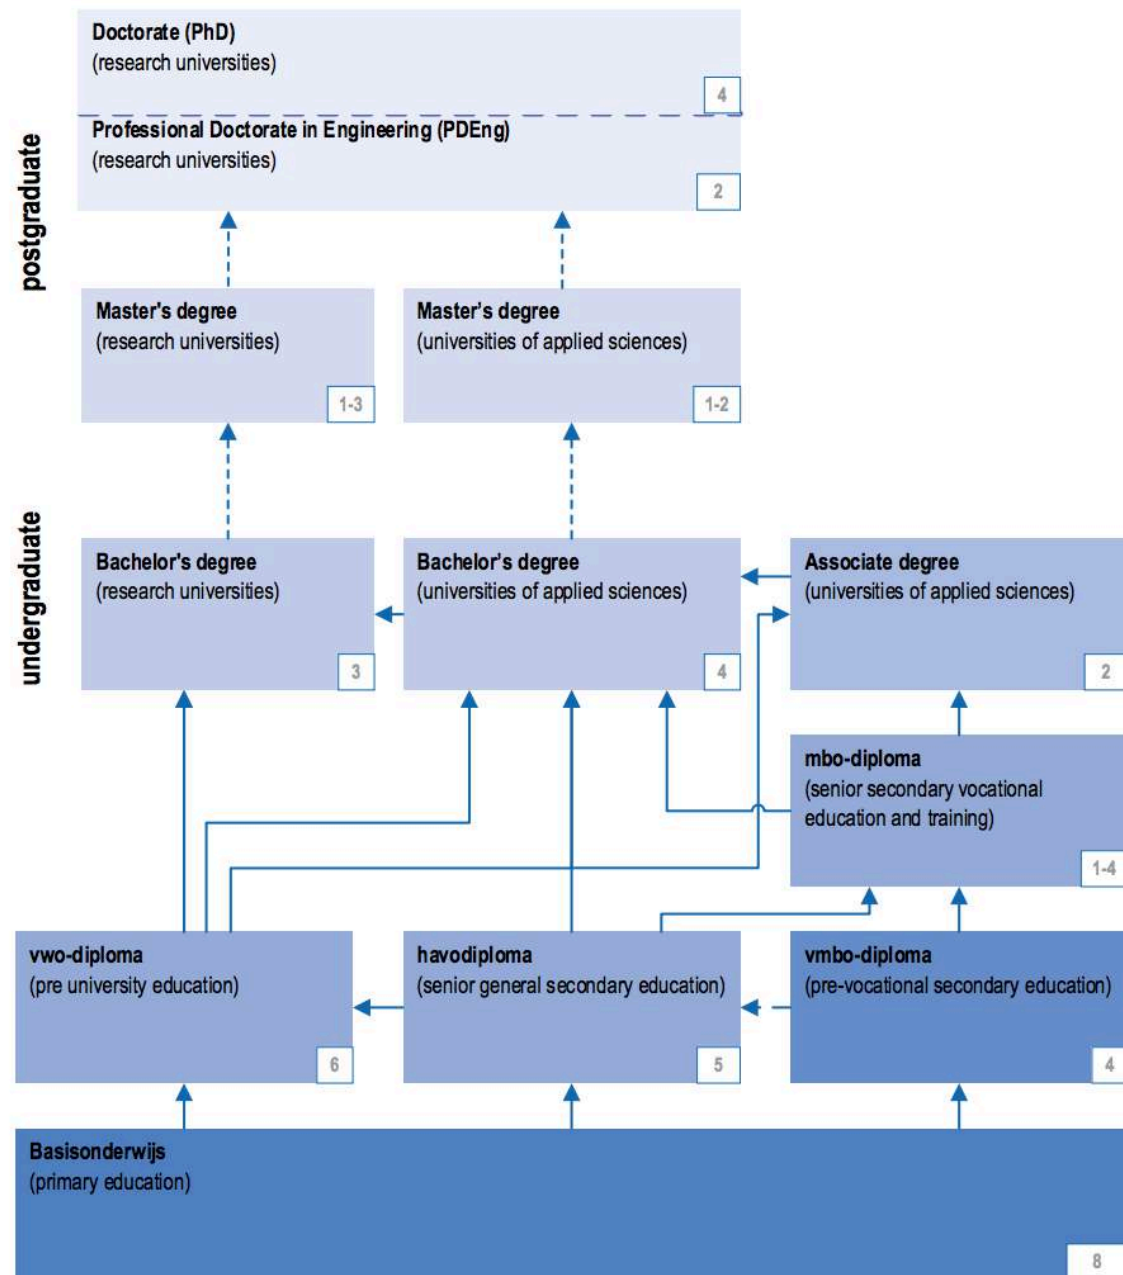 Doctorate (PhD)
(research universities)
4
Professional Doctorate in Engineering (PDEng)
(research universities)
2
postgraduate
Master's degree
(research universities)
1-3
Master’s degree
(universities of applied sciences)
1-2
undergraduate
Bachelor's degree
(research universities)
3
Bachelor’s degree
(universities of applied sciences)
4
Associate degree
(universities of applied sciences)
2
mbo-diploma
(senior secondary vocational
education and training)
1-4
vwo-diploma
(pre university education)
6
havodiploma
(senior general secondary education)
5
vmbo-diploma
(pre-vocational secondary education)
4
Basisonderwijs
(primary education)
8